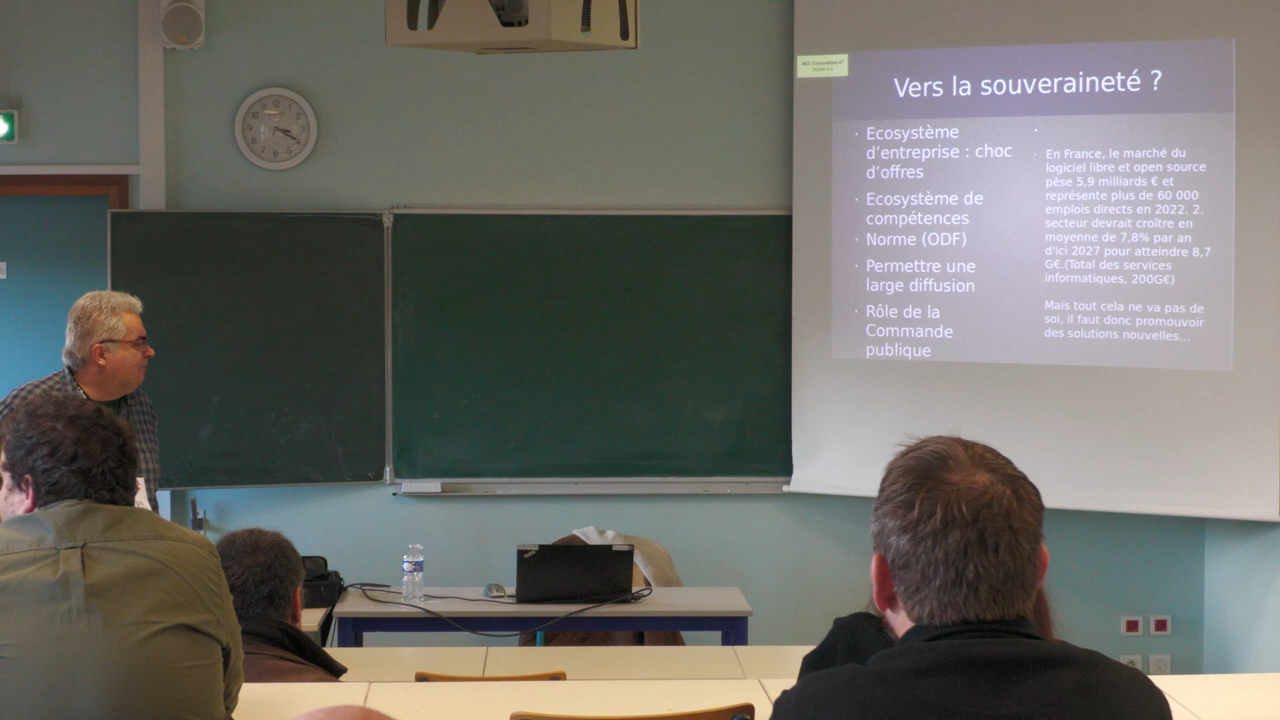 Vers la souveraineté ?
· Ecosystème
d'entreprise : choc
d'offres
· Ecosystème de
compétences
· Norme (ODF)
· Permettre une
large diffusion
· Rôle de la
Commande
publique
En France, le marché du
logiciel libre et open source
pèse 5,9 milliards € et
représente plus de 60 000
emplois directs en 2022. 2.
secteur devrait croître en
moyenne de 7,8% par an
d'ici 2027 pour atteindre 8,7
G€.(Total des services
informatiques, 200G€)
Mais tout cela ne va pas de
soi, il faut donc promouvoir
des solutions nouvelles...